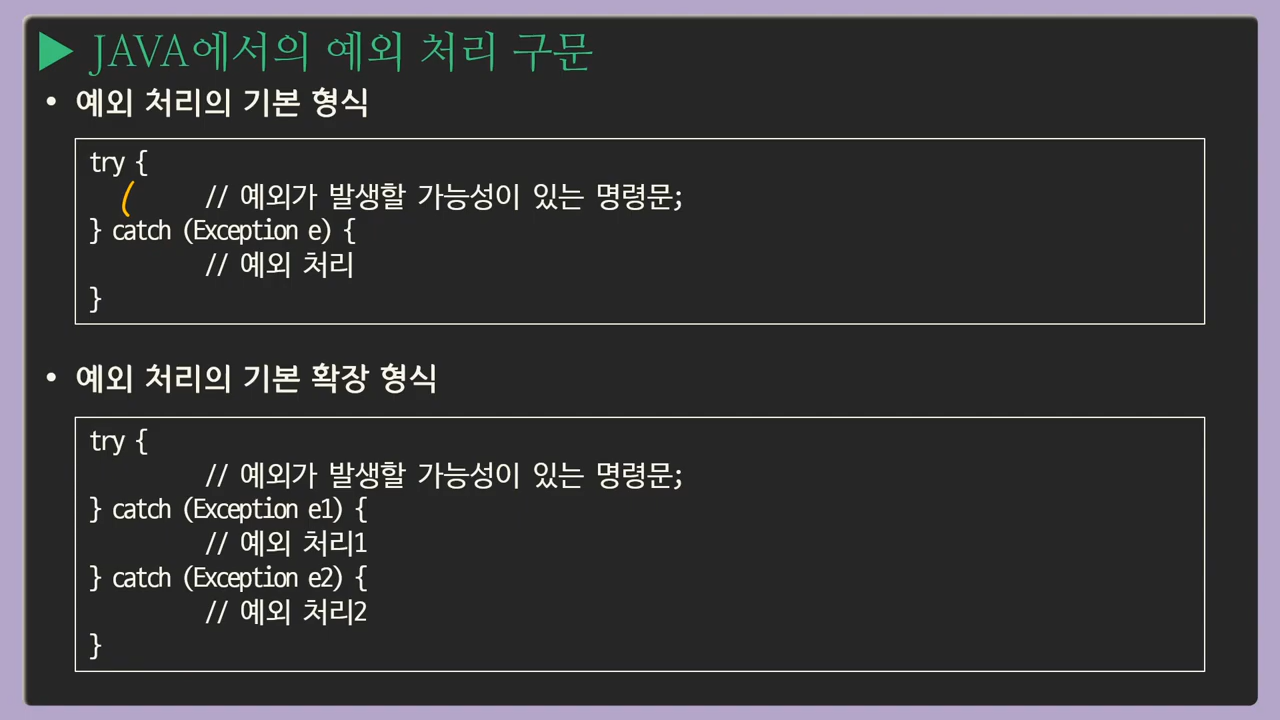 ▶ JAVA에서의 예외 처리 구문
• 예외 처리의 기본 형식
try {
// 예외가 발생할 가능성이 있는 명령문;
} catch (Exception e) {
// 예외 처리
}
• 예외 처리의 기본 확장 형식
try {
// 예외가 발생할 가능성이 있는 명령문;
} catch (Exception e1) {
// 예외 처리1
} catch (Exception e2) {
// 예외 처리2
}